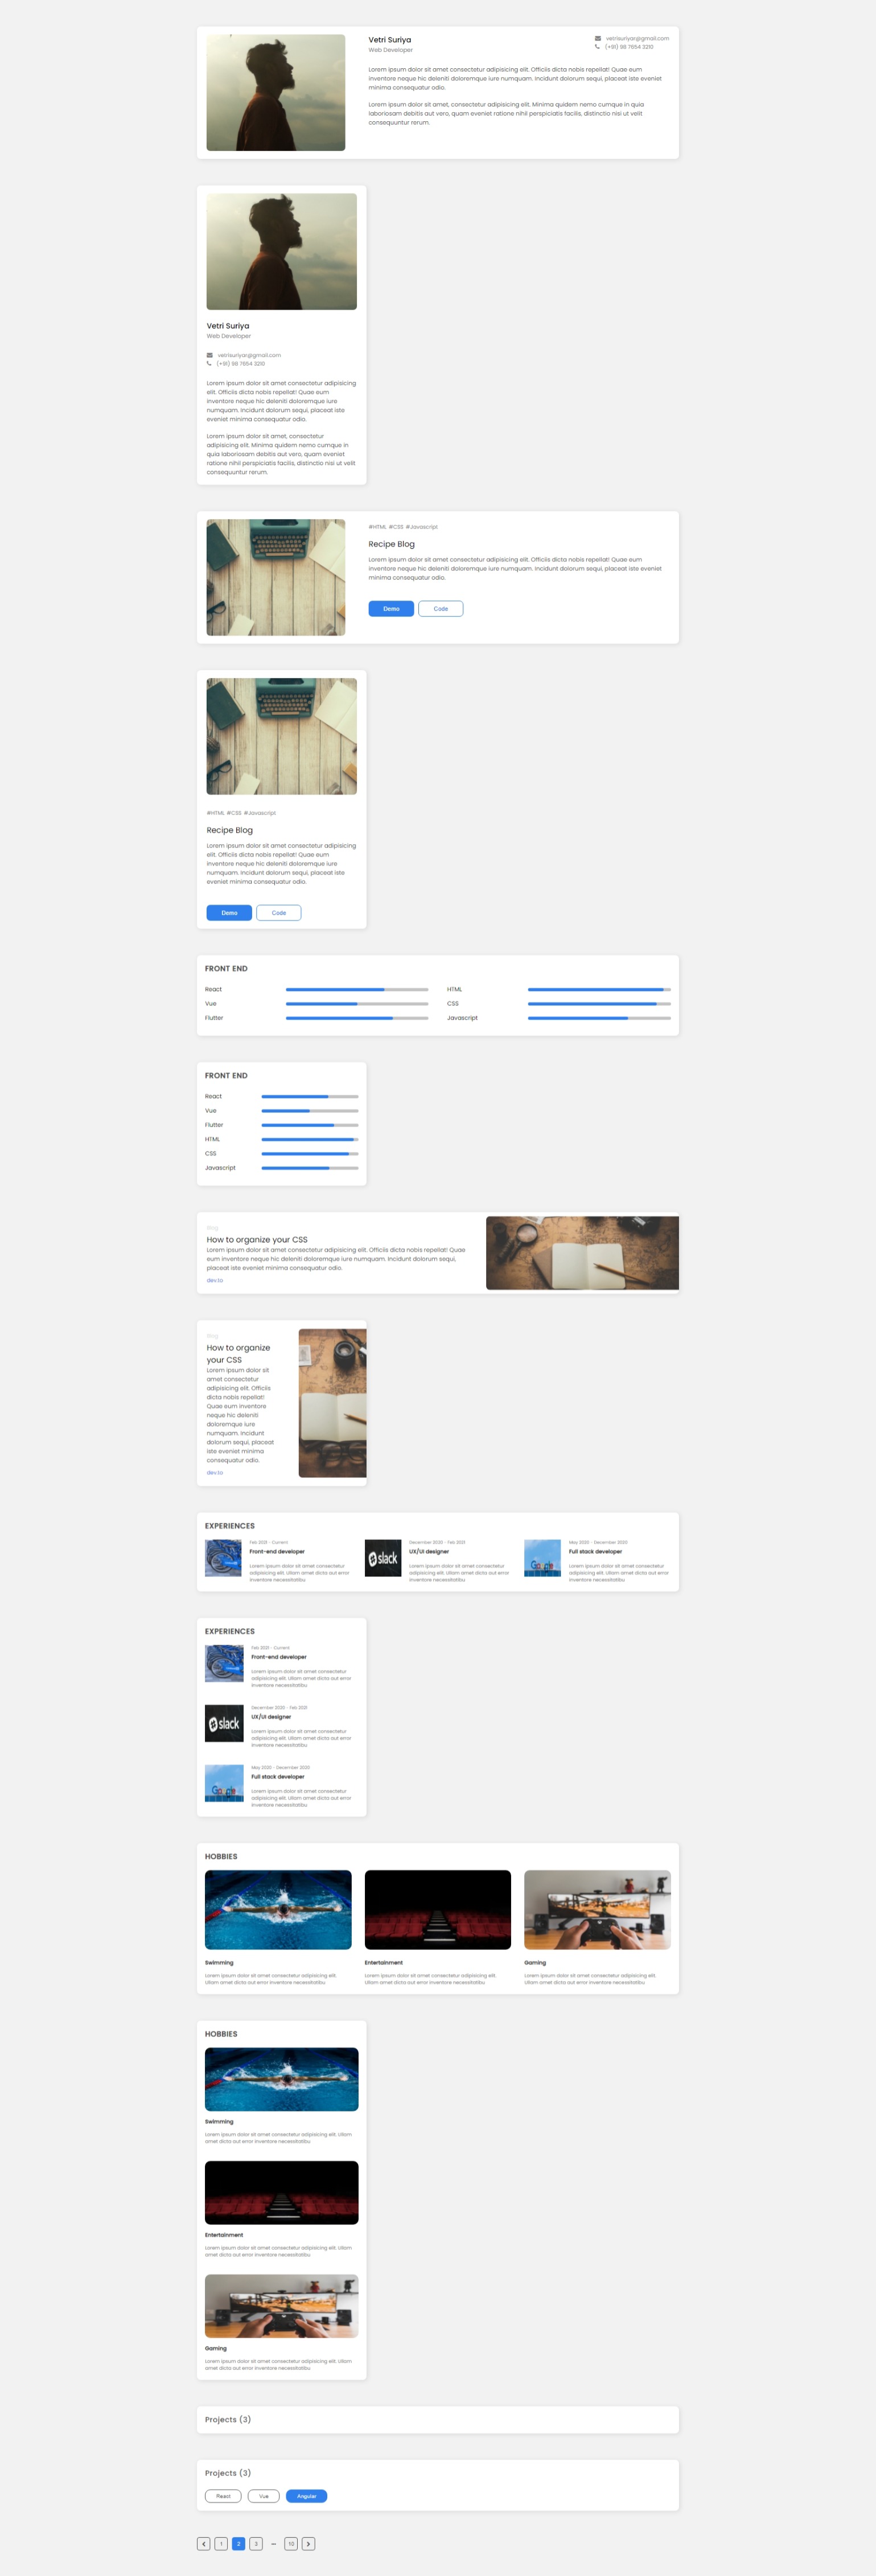 Vetri Suriya
Web Developer
vetrisuriyar@gmail.com
(+91) 98 7654 3210
Lorem ipsum dolor sit amet consectetur adipisicing elit. Officiis dicta nobis repellat! Quae eum
inventore neque hic deleniti doloremque iure numquam. Incidunt dolorum sequi, placeat iste eveniet
minima consequatur odio.
Lorem ipsum dolor sit amet, consectetur adipisicing elit. Minima quidem nemo cumque in quia
laboriosam debitis aut vero, quam eveniet ratione nihil perspiciatis facilis, distinctio nisi ut velit
consequuntur rerum.
Vetri Suriya
Web Developer
vetrisuriyar@gmail.com
(+91) 98 7654 3210
Lorem ipsum dolor sit amet consectetur adipisicing
elit. Officiis dicta nobis repellat! Quae eum
inventore neque hic deleniti doloremque iure
numquam. Incidunt dolorum sequi, placeat iste
eveniet minima consequatur odio.
Lorem ipsum dolor sit amet, consectetur
adipisicing elit. Minima quidem nemo cumque in
quia laboriosam debitis aut vero, quam eveniet
ratione nihil perspiciatis facilis, distinctio nisi ut velit
consequuntur rerum.
#HTML #CSS #Javascript
Recipe Blog
Lorem ipsum dolor sit amet consectetur adipisicing elit. Officiis dicta nobis repellat! Quae eum
inventore neque hic deleniti doloremque iure numquam. Incidunt dolorum sequi, placeat iste eveniet
minima consequatur odio.
Demo
Code
#HTML #CSS #Javascript
Recipe Blog
Lorem ipsum dolor sit amet consectetur adipisicing
elit. Officiis dicta nobis repellat! Quae eum
inventore neque hic deleniti doloremque iure
numquam. Incidunt dolorum sequi, placeat iste
eveniet minima consequatur odio.
Demo
Code
FRONT END
React
Vue
Flutter
HTML
CSS
Javascript
FRONT END
React
Vue
Flutter
HTML
CSS
Javascript
Blog
How to organize your CSS
Lorem ipsum dolor sit amet consectetur adipisicing elit. Officiis dicta nobis repellat! Quae
eum inventore neque hic deleniti doloremque iure numquam. Incidunt dolorum sequi,
placeat iste eveniet minima consequatur odio.
dev.to
Blog
How to organize
your CSS
Lorem ipsum dolor sit
amet consectetur
adipisicing elit. Officiis
dicta nobis repellat!
Quae eum inventore
neque hic deleniti
doloremque iure
numquam. Incidunt
dolorum sequi, placeat
iste eveniet minima
consequatur odio.
dev.to
EXPERIENCES
Feb 2021 - Current
Front-end developer
Lorem ipsum dolor sit amet consectetur
adipisicing elit. Ullam amet dicta aut error
inventore necessitatibu
slack
December 2020 - Feb 2021
UX/UI designer
Lorem ipsum dolor sit amet consectetur
adipisicing elit. Ullam amet dicta aut error
inventore necessitatibu
Google
May 2020 - December 2020
Full stack developer
Lorem ipsum dolor sit amet consectetur
adipisicing elit. Ullam amet dicta aut error
inventore necessitatibu
EXPERIENCES
Feb 2021 - Current
Front-end developer
Lorem ipsum dolor sit amet consectetur
adipisicing elit. Ullam amet dicta aut error
inventore necessitatibu
slack
December 2020 - Feb 2021
UX/UI designer
Lorem ipsum dolor sit amet consectetur
adipisicing elit. Ullam amet dicta aut error
inventore necessitatibu
Google
May 2020 - December 2020
Full stack developer
Lorem ipsum dolor sit amet consectetur
adipisicing elit. Ullam amet dicta aut error
inventore necessitatibu
HOBBIES
Swimming
Lorem ipsum dolor sit amet consectetur adipisicing elit.
Ullam amet dicta aut error inventore necessitatibu
Entertainment
Lorem ipsum dolor sit amet consectetur adipisicing elit.
Ullam amet dicta aut error inventore necessitatibu
Gaming
Lorem ipsum dolor sit amet consectetur adipisicing elit.
Ullam amet dicta aut error inventore necessitatibu
HOBBIES
Swimming
Lorem ipsum dolor sit amet consectetur adipisicing elit. Ullam
amet dicta aut error inventore necessitatibu
Entertainment
Lorem ipsum dolor sit amet consectetur adipisicing elit. Ullam
amet dicta aut error inventore necessitatibu
Gaming
Lorem ipsum dolor sit amet consectetur adipisicing elit. Ullam
amet dicta aut error inventore necessitatibu
Projects (3)
Projects (3)
React
Vue
Angular
1
2
3
10